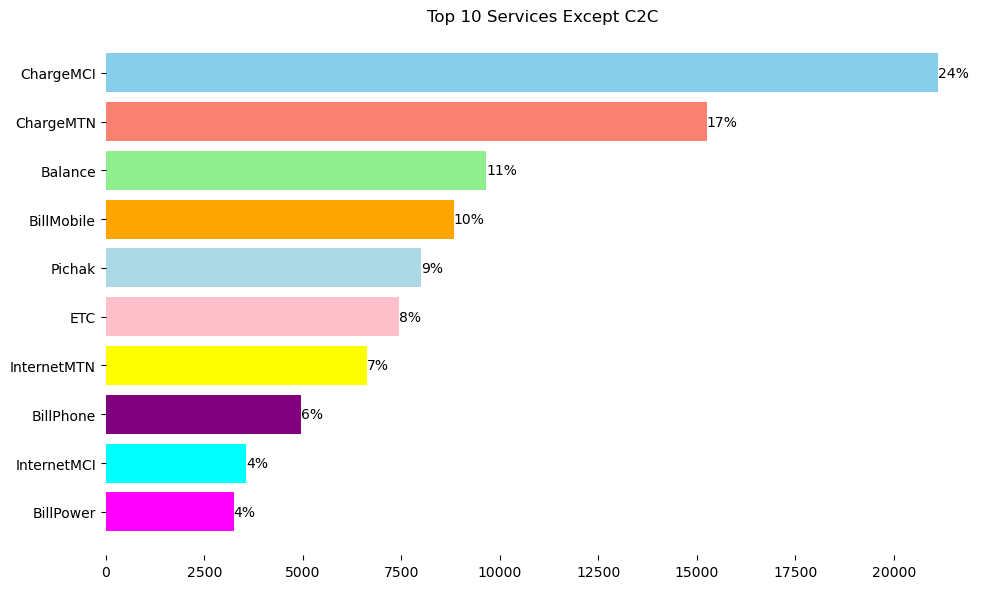 Top 10 Services Except C2C
ChargeMCI 24%
ChargeMTN 17%
Balance 11%
BillMobile 10%
Pichak 9%
ETC 8%
InternetMTN 7%
BillPhone 6%
InternetMCI 4%
BillPower 4%
0 2500 5000 7500 10000 12500 15000 17500 20000